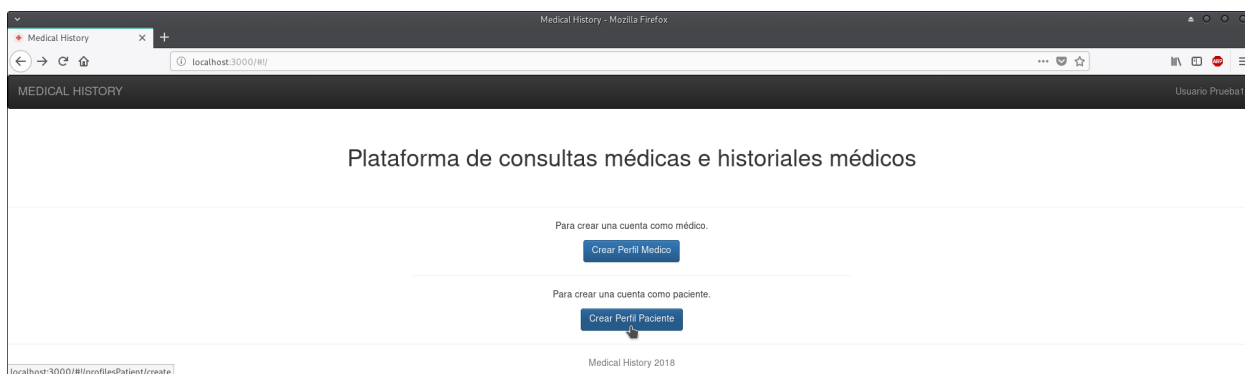 Medical History - Mozilla Firefox
Medical History
localhost:3000/#!/
ABP
MEDICAL HISTORY Usuario Prueba1
Plataforma de consultas médicas e historiales médicos
Para crear una cuenta como médico.
Crear Perfil Medico
Para crear una cuenta como paciente.
Crear Perfil Paciente
Medical History 2018
localhost:3000/#!/profilesPatient/create